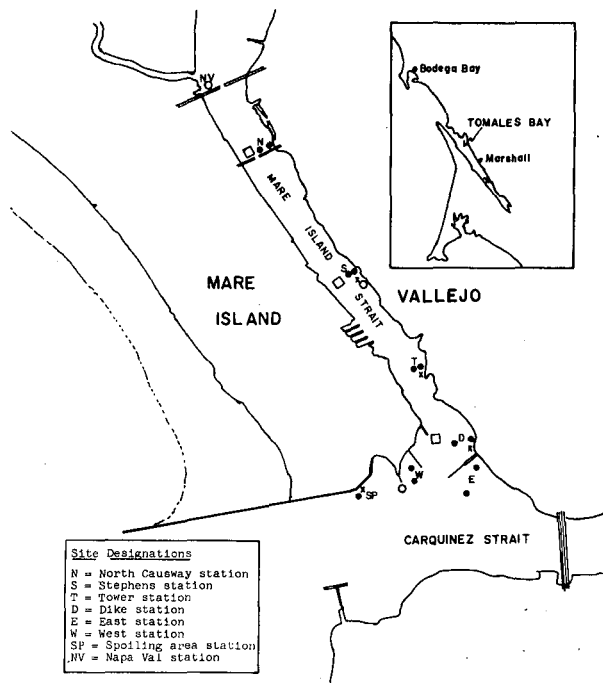 NV
N
MARE
ISLAND
STRAIT
S
MARE
ISLAND
VALLEJO
T
x
D
x
E
W
x
SP
CARQUINEZ STRAIT
Bodega Bay
TOMALES BAY
Marshall
Site Designations
N = North Causway station
S = Stephens station
T = Tower station
D = Dike station
E = East station
W = West station
SP = Spoiling area station
NV = Napa Val station